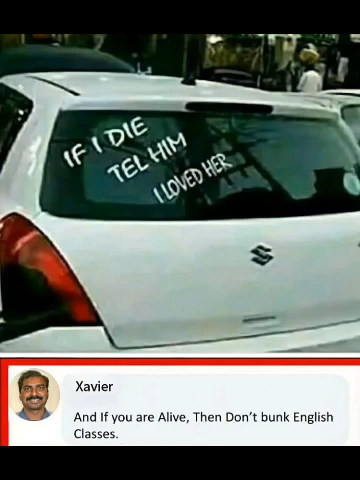 IF I DIE
TEL HIM
I LOVED HER
Xavier
And If you are Alive, Then Don't bunk English
Classes.